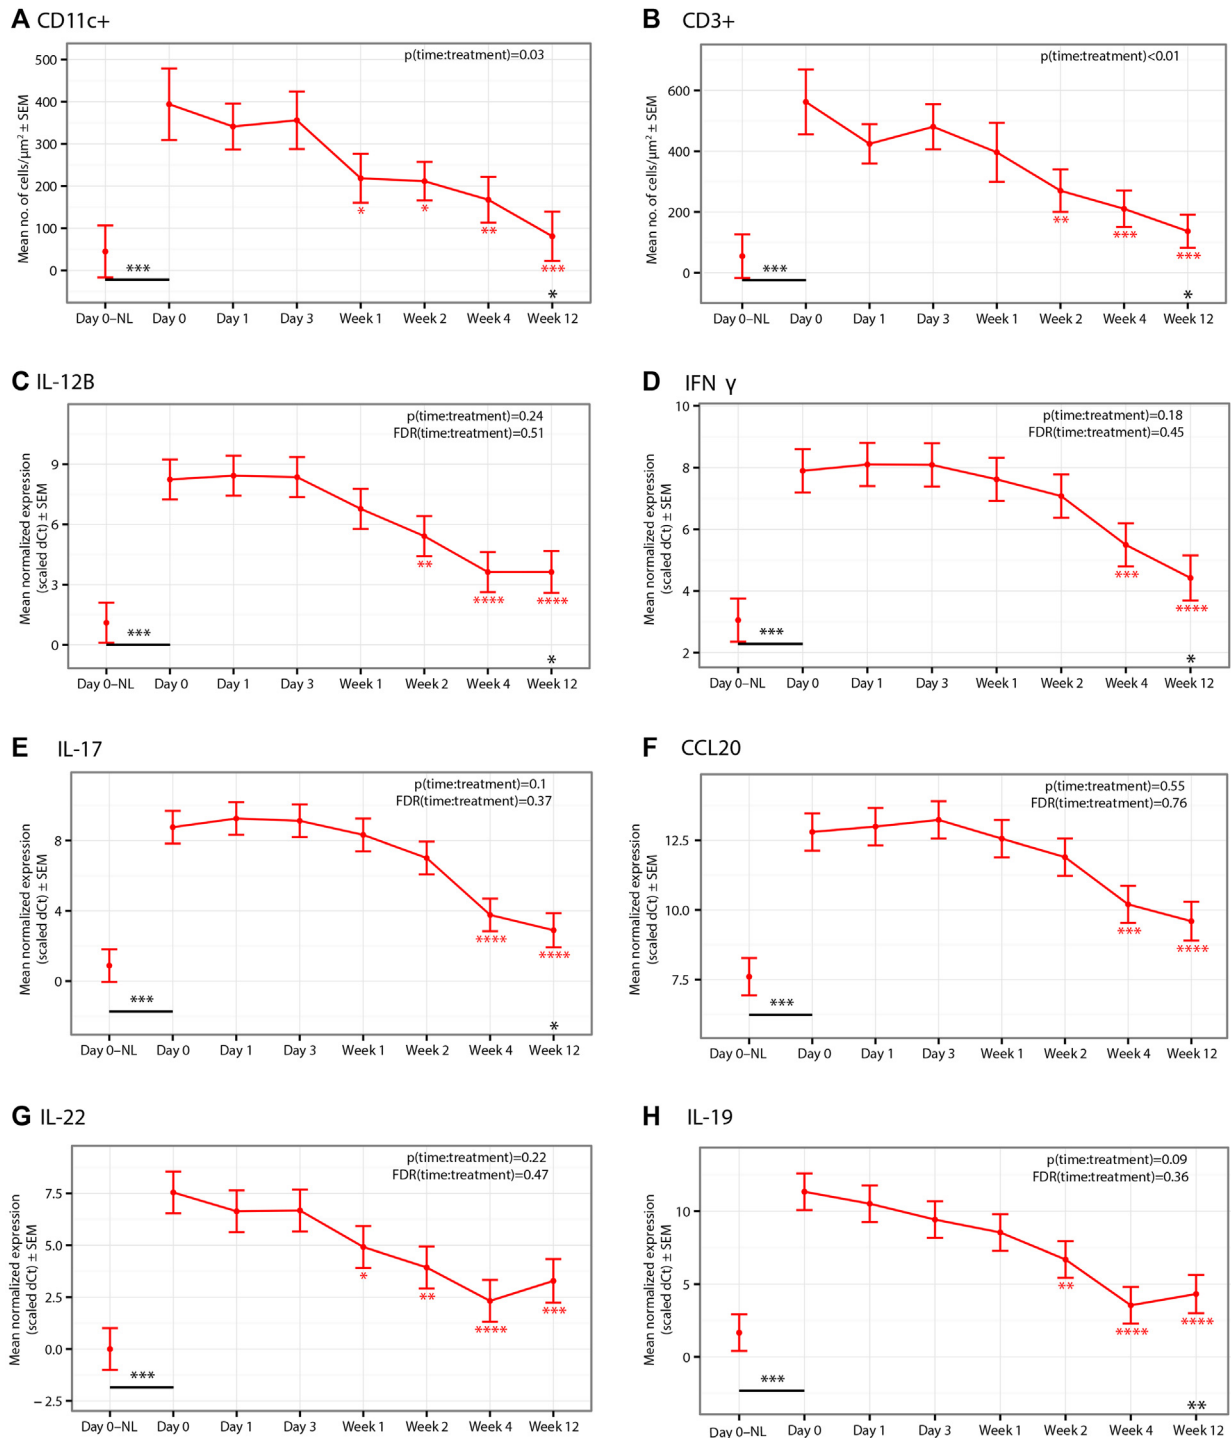 A CD11c+
p(time:treatment)=0.03
Mean no. of cells/μm² ± SEM
500
400
300
200
100
0
***
*
*
**
***
*
Day 0–NL Day 0 Day 1 Day 3 Week 1 Week 2 Week 4 Week 12
B CD3+
p(time:treatment)<0.01
Mean no. of cells/μm² ± SEM
600
400
200
0
***
**
***
***
*
Day 0–NL Day 0 Day 1 Day 3 Week 1 Week 2 Week 4 Week 12
C IL-12B
p(time:treatment)=0.24
FDR(time:treatment)=0.51
Mean normalized expression
(scaled dCt) ± SEM
9
6
3
0
***
**
****
****
*
Day 0–NL Day 0 Day 1 Day 3 Week 1 Week 2 Week 4 Week 12
D IFN γ
p(time:treatment)=0.18
FDR(time:treatment)=0.45
Mean normalized expression
(scaled dCt) ± SEM
10
8
6
4
2
***
***
****
*
Day 0–NL Day 0 Day 1 Day 3 Week 1 Week 2 Week 4 Week 12
E IL-17
p(time:treatment)=0.1
FDR(time:treatment)=0.37
Mean normalized expression
(scaled dCt) ± SEM
8
4
0
***
****
****
*
Day 0–NL Day 0 Day 1 Day 3 Week 1 Week 2 Week 4 Week 12
F CCL20
p(time:treatment)=0.55
FDR(time:treatment)=0.76
Mean normalized expression
(scaled dCt) ± SEM
12.5
10.0
7.5
***
***
****
Day 0–NL Day 0 Day 1 Day 3 Week 1 Week 2 Week 4 Week 12
G IL-22
p(time:treatment)=0.22
FDR(time:treatment)=0.47
Mean normalized expression
(scaled dCt) ± SEM
7.5
5.0
2.5
0.0
−2.5
***
*
**
****
***
Day 0–NL Day 0 Day 1 Day 3 Week 1 Week 2 Week 4 Week 12
H IL-19
p(time:treatment)=0.09
FDR(time:treatment)=0.36
Mean normalized expression
(scaled dCt) ± SEM
10
5
0
***
**
****
****
**
Day 0–NL Day 0 Day 1 Day 3 Week 1 Week 2 Week 4 Week 12